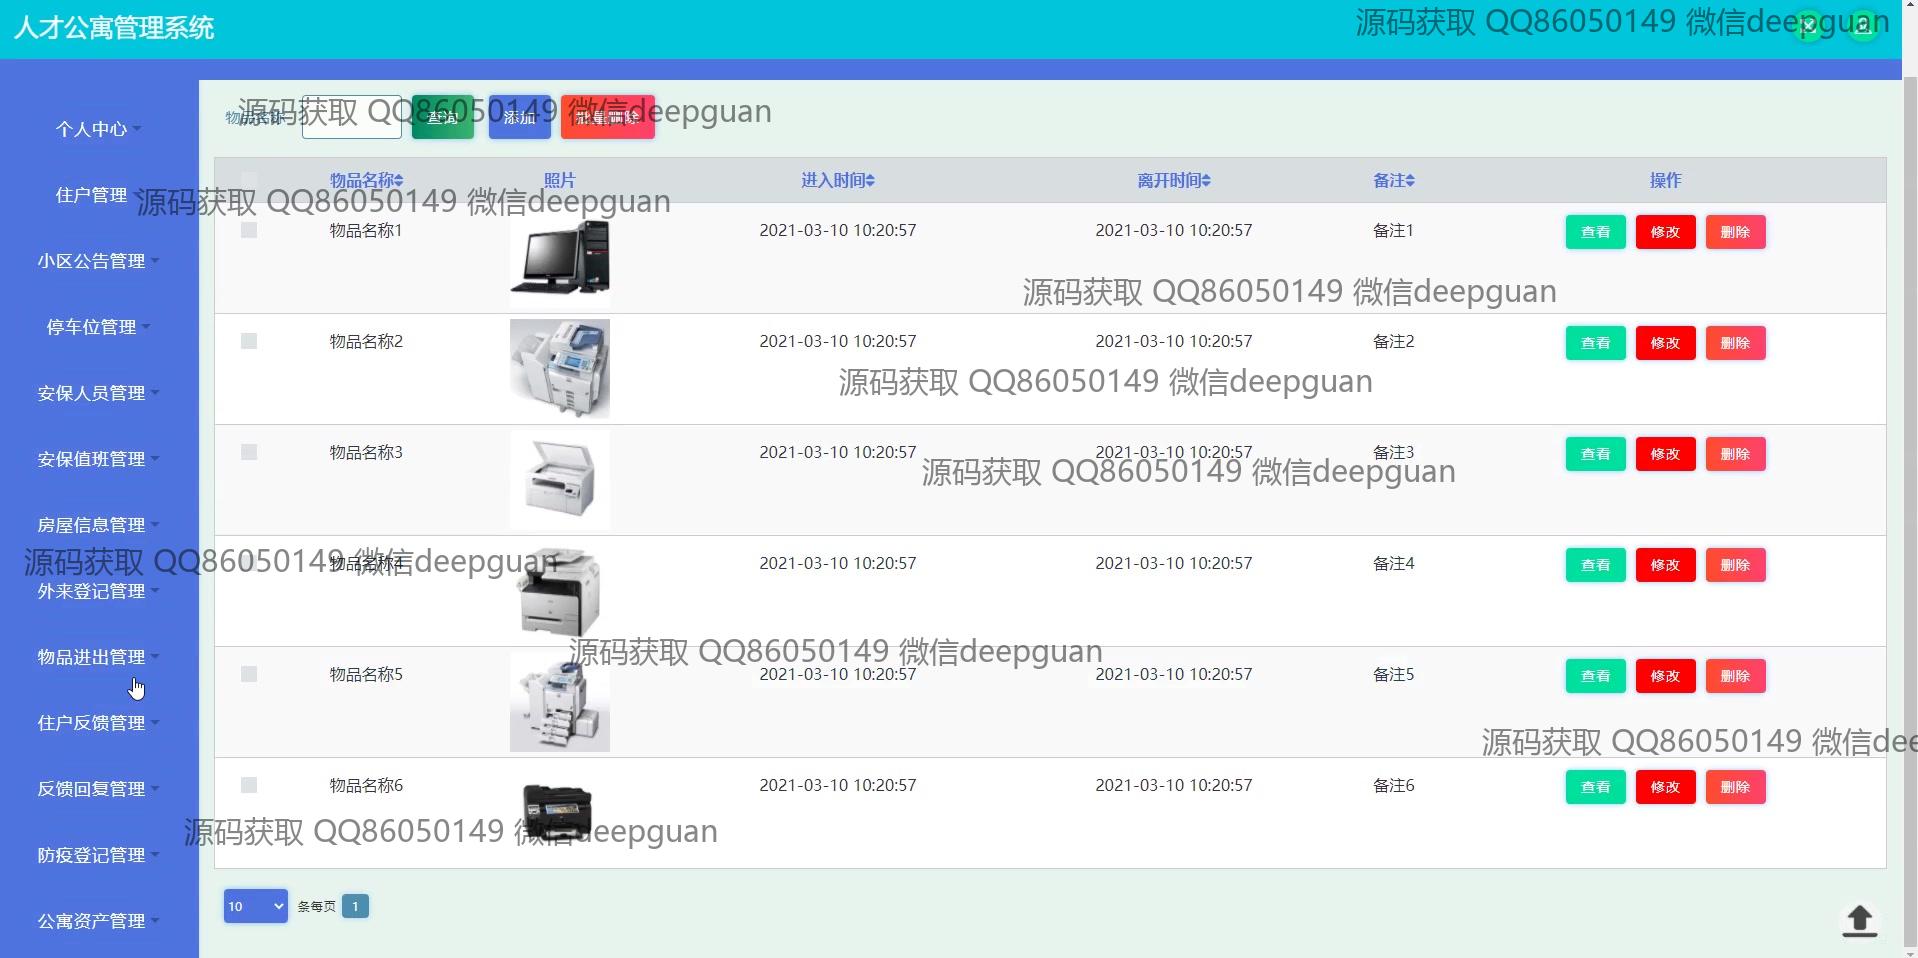 人才公寓管理系统
源码获取 QQ86050149 微信deepguan
源码获取 QQ86050149 微信deepguan
物品名称 查询 添加 批量删除
个人中心
住户管理
小区公告管理
停车位管理
安保人员管理
安保值班管理
房屋信息管理
外来登记管理
物品进出管理
住户反馈管理
反馈回复管理
防疫登记管理
公寓资产管理
物品名称 照片 进入时间 离开时间 备注 操作
源码获取 QQ86050149 微信deepguan
物品名称1 2021-03-10 10:20:57 2021-03-10 10:20:57 备注1 查看 修改 删除
源码获取 QQ86050149 微信deepguan
物品名称2 2021-03-10 10:20:57 2021-03-10 10:20:57 备注2 查看 修改 删除
源码获取 QQ86050149 微信deepguan
物品名称3 2021-03-10 10:20:57 2021-03-10 10:20:57 备注3 查看 修改 删除
源码获取 QQ86050149 微信deepguan
源码获取 QQ86050149 微信deepguan
物品名称4 2021-03-10 10:20:57 2021-03-10 10:20:57 备注4 查看 修改 删除
源码获取 QQ86050149 微信deepguan
物品名称5 2021-03-10 10:20:57 2021-03-10 10:20:57 备注5 查看 修改 删除
源码获取 QQ86050149 微信dee
物品名称6 2021-03-10 10:20:57 2021-03-10 10:20:57 备注6 查看 修改 删除
源码获取 QQ86050149 微信deepguan
10 条每页 1